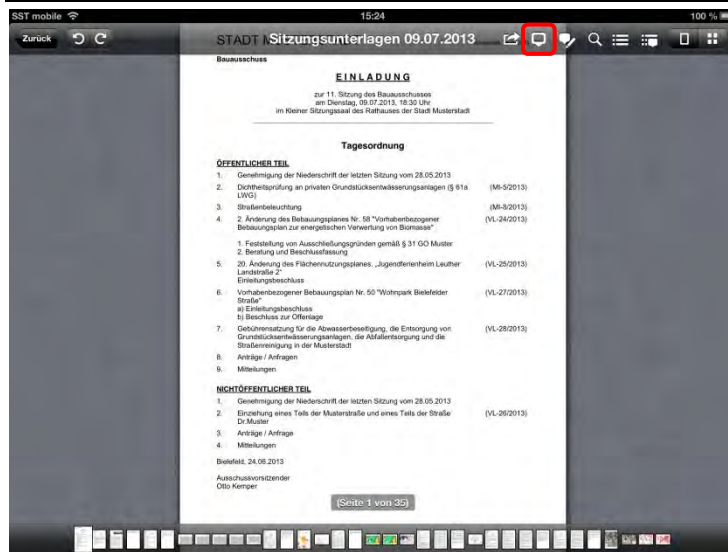 SST mobile 15:24 100 %
Zurück STADT M Sitzungsunterlagen 09.07.2013
Bauausschuss
EINLADUNG
zur 11. Sitzung des Bauausschusses
am Dienstag, 09.07.2013, 18:30 Uhr
im Kleiner Sitzungssaal des Rathauses der Stadt Musterstadt
Tagesordnung
ÖFFENTLICHER TEIL
1. Genehmigung der Niederschrift der letzten Sitzung vom 28.05.2013
2. Dichtheitsprüfung an privaten Grundstücksentwässerungsanlagen (§ 61a (MI-5/2013)
LWG)
3. Straßenbeleuchtung (MI-8/2013)
4. 2. Änderung des Bebauungsplanes Nr. 58 "Vorhabenbezogener (VL-24/2013)
Bebauungsplan zur energetischen Verwertung von Biomasse"
1. Feststellung von Ausschließungsgründen gemäß § 31 GO Muster
2. Beratung und Beschlussfassung
5. 20. Änderung des Flächennutzungsplanes, „Jugendferienheim Leuther (VL-25/2013)
Landstraße 2"
Einleitungsbeschluss
6. Vorhabenbezogener Bebauungsplan Nr. 50 "Wohnpark Bielefelder (VL-27/2013)
Straße"
a) Einleitungsbeschluss
b) Beschluss zur Offenlage
7. Gebührensatzung für die Abwasserbeseitigung, die Entsorgung von (VL-28/2013)
Grundstücksentwässerungsanlagen, die Abfallentsorgung und die
Straßenreinigung in der Musterstadt
8. Anträge / Anfragen
9. Mitteilungen
NICHTÖFFENTLICHER TEIL
1. Genehmigung der Niederschrift der letzten Sitzung vom 28.05.2013
2. Einziehung eines Teils der Musterstraße und eines Teils der Straße (VL-26/2013)
Dr.Muster
3. Anträge / Anfrage
4. Mitteilungen
Bielefeld, 24.06.2013
Ausschussvorsitzender
Otto Kemper
(Seite 1 von 35)